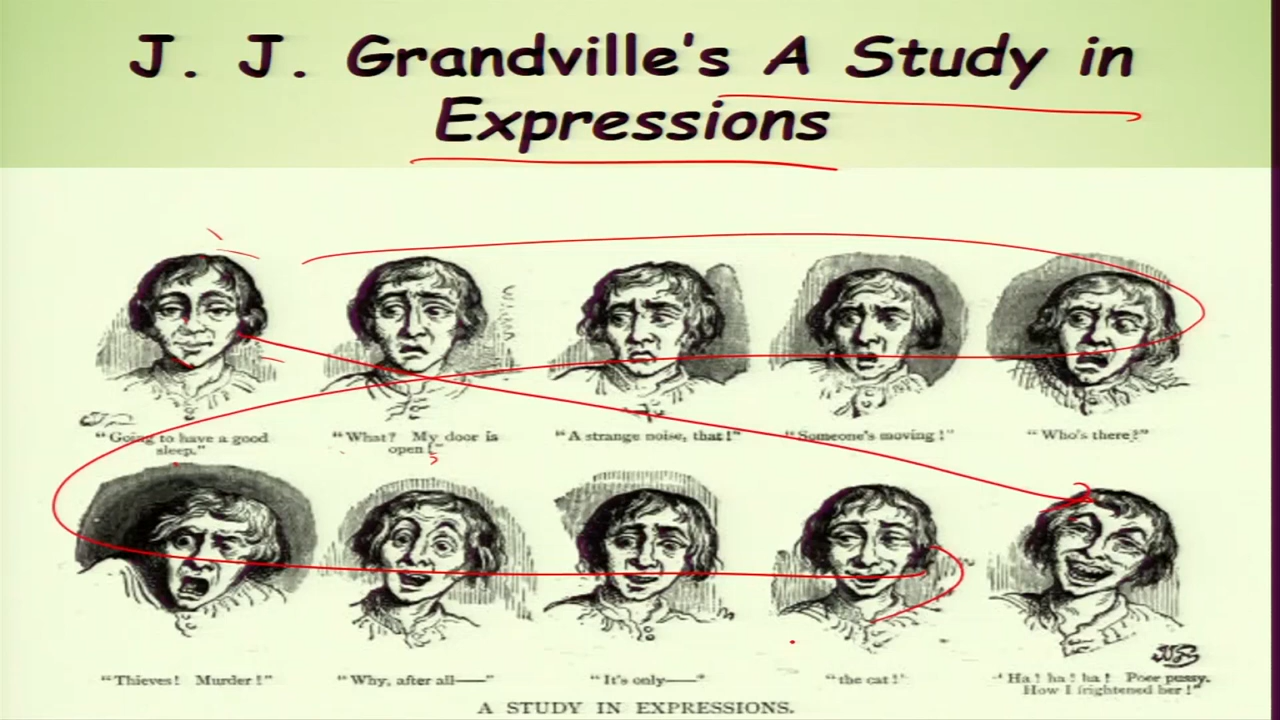 J. J. Grandville's A Study in
Expressions
"Going to have a good
sleep."
"What? My door is
open!"
"A strange noise, that!"
"Someone's moving!"
"Who's there?"
"Thieves! Murder!"
"Why, after all——"
"It's only——"
"the cat!"
"Ha! ha! ha! Poor pussy.
How I frightened her!"
A STUDY IN EXPRESSIONS.